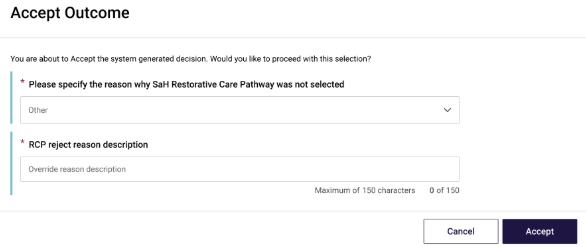 Accept Outcome
You are about to Accept the system generated decision. Would you like to proceed with this selection?
* Please specify the reason why SaH Restorative Care Pathway was not selected
Other
* RCP reject reason description
Override reason description
Maximum of 150 characters 0 of 150
Cancel Accept